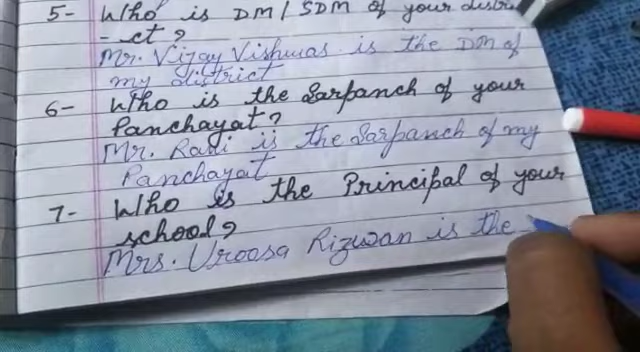 5- Who is DM/SDM of your distri
- ct?
Mr. Vijay Vishwas is the DM of
my district
6- Who is the Sarpanch of your
Panchayat?
Mr. Ravi is the Sarpanch of my
Panchayat
7- Who is the Principal of your
school?
Mrs. Uroosa Rizwan is the